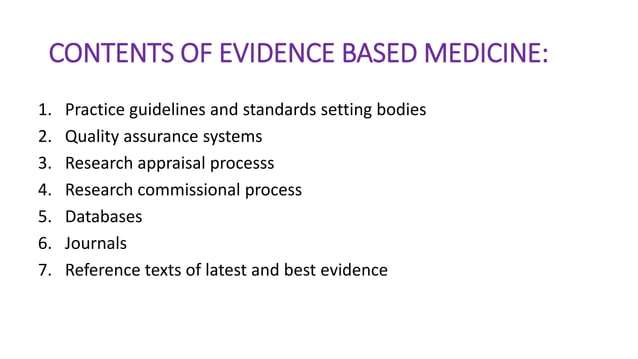 CONTENTS OF EVIDENCE BASED MEDICINE:
1. Practice guidelines and standards setting bodies
2. Quality assurance systems
3. Research appraisal processs
4. Research commissional process
5. Databases
6. Journals
7. Reference texts of latest and best evidence